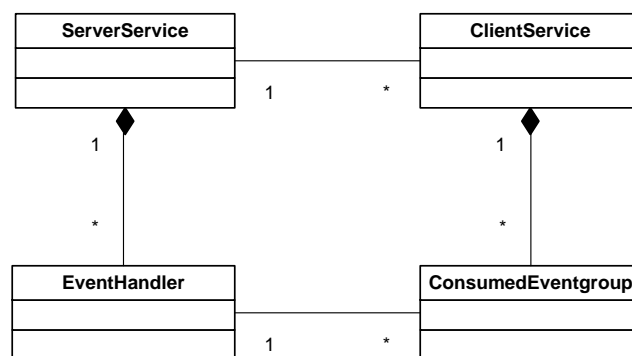 ServerService
ClientService
1 *
1
1
*
*
EventHandler
ConsumedEventgroup
1 *